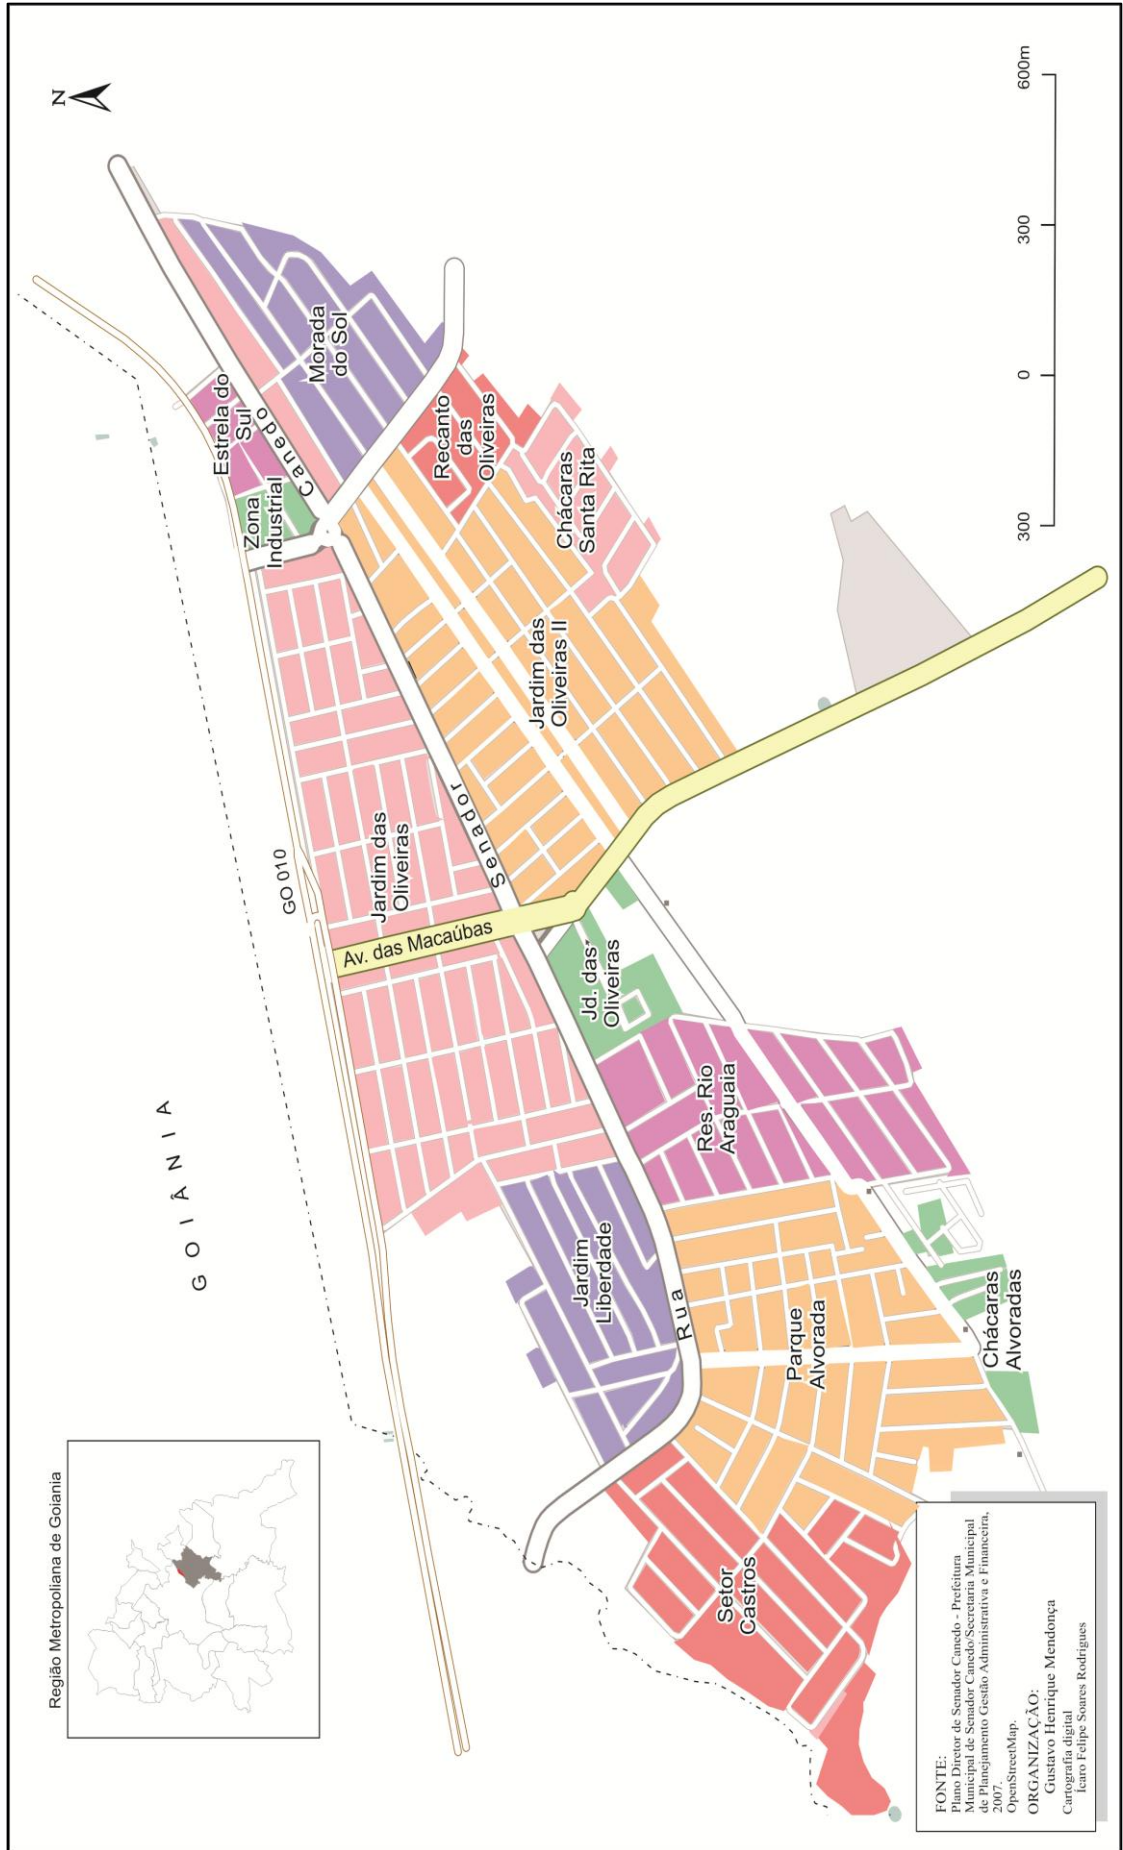 Região Metropoliana de Goiania
N
GOIÂNIA
GO 010
Estrela do
Sul
Zona
Industrial
Morada
do Sol
Recanto
das
Oliveiras
Chácaras
Santa Rita
Jardim das
Oliveiras II
Jardim das
Oliveiras
Av. das Macaúbas
Rua Senador Canedo
Jd. das
Oliveiras
Res. Rio
Araguaia
Jardim
Liberdade
Parque
Alvorada
Chácaras
Alvoradas
Setor
Castros
300 0 300 600m
FONTE:
Plano Diretor de Senador Canedo - Prefeitura
Municipal de Senador Canedo/Secretaria Municipal
de Planejamento Gestão Administrativa e Financeira,
2007.
OpenStreetMap.
ORGANIZAÇÃO:
Gustavo Henrique Mendonça
Cartografia digital
Ícaro Felipe Soares Rodrigues